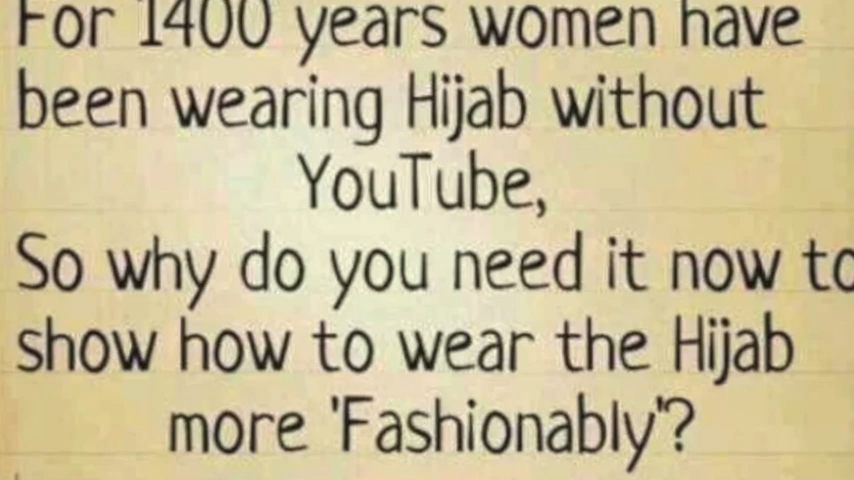 For 1400 years women have
been wearing Hijab without
YouTube,
So why do you need it now to
show how to wear the Hijab
more 'Fashionably'?